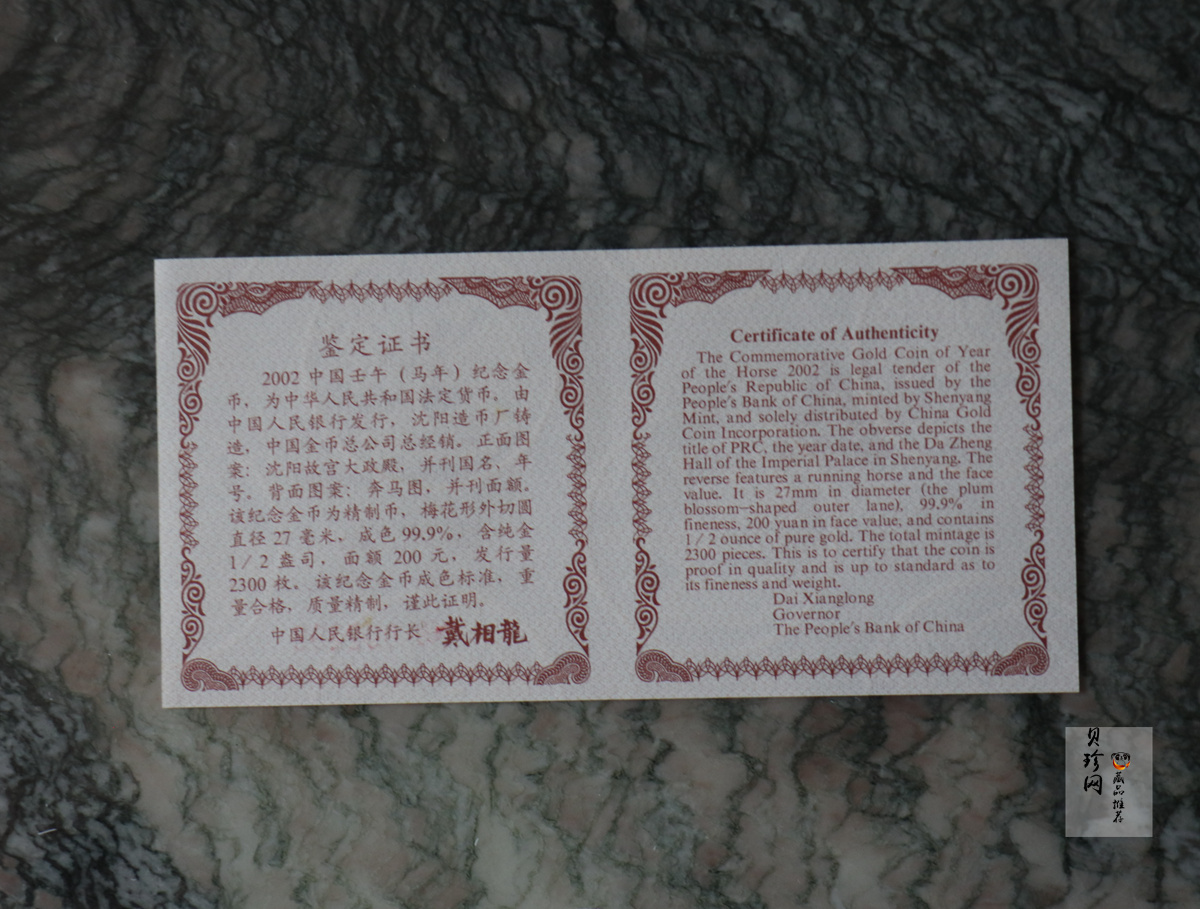 鉴定证书
2002 中国壬午（马年）纪念金
币，为中华人民共和国法定货币。由
中国人民银行发行，沈阳造币厂铸
造，中国金币总公司总经销。正面图
案：沈阳故宫大政殿，并刊国名、年
号。背面图案：奔马图，并刊面额。
该纪念金币为精制币，梅花形外切圆
直径 27 毫米，成色 99.9%，含纯金
1/2 盎司，面额 200 元，发行量
2300 枚。该纪念金币成色标准，重
量合格，质量精制，谨此证明。
中国人民银行行长 戴相龍
Certificate of Authenticity
The Commemorative Gold Coin of Year
of the Horse 2002 is legal tender of the
People's Republic of China, issued by the
People's Bank of China, minted by Shenyang
Mint, and solely distributed by China Gold
Coin Incorporation. The obverse depicts the
title of PRC, the year date, and the Da Zheng
Hall of the Imperial Palace in Shenyang. The
reverse features a running horse and the face
value. It is 27mm in diameter (the plum
blossom-shaped outer lane), 99.9% in
fineness, 200 yuan in face value, and contains
1/2 ounce of pure gold. The total mintage is
2300 pieces. This is to certify that the coin is
proof in quality and is up to standard as to
its fineness and weight.
Dai Xianglong
Governor
The People's Bank of China
贝珍网
藏品推荐